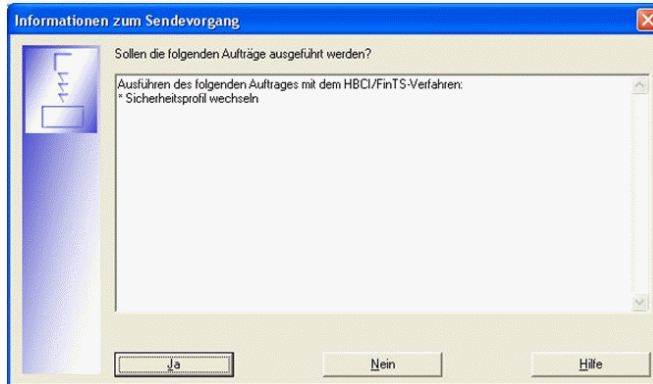 Informationen zum Sendevorgang
Sollen die folgenden Aufträge ausgeführt werden?
Ausführen des folgenden Auftrages mit dem HBCI/FinTS-Verfahren:
* Sicherheitsprofil wechseln
Ja Nein Hilfe